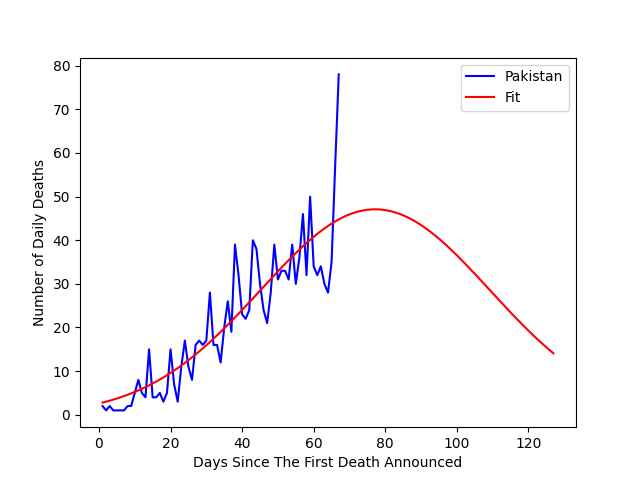 Pakistan
Fit
Number of Daily Deaths
80
70
60
50
40
30
20
10
0
0 20 40 60 80 100 120
Days Since The First Death Announced